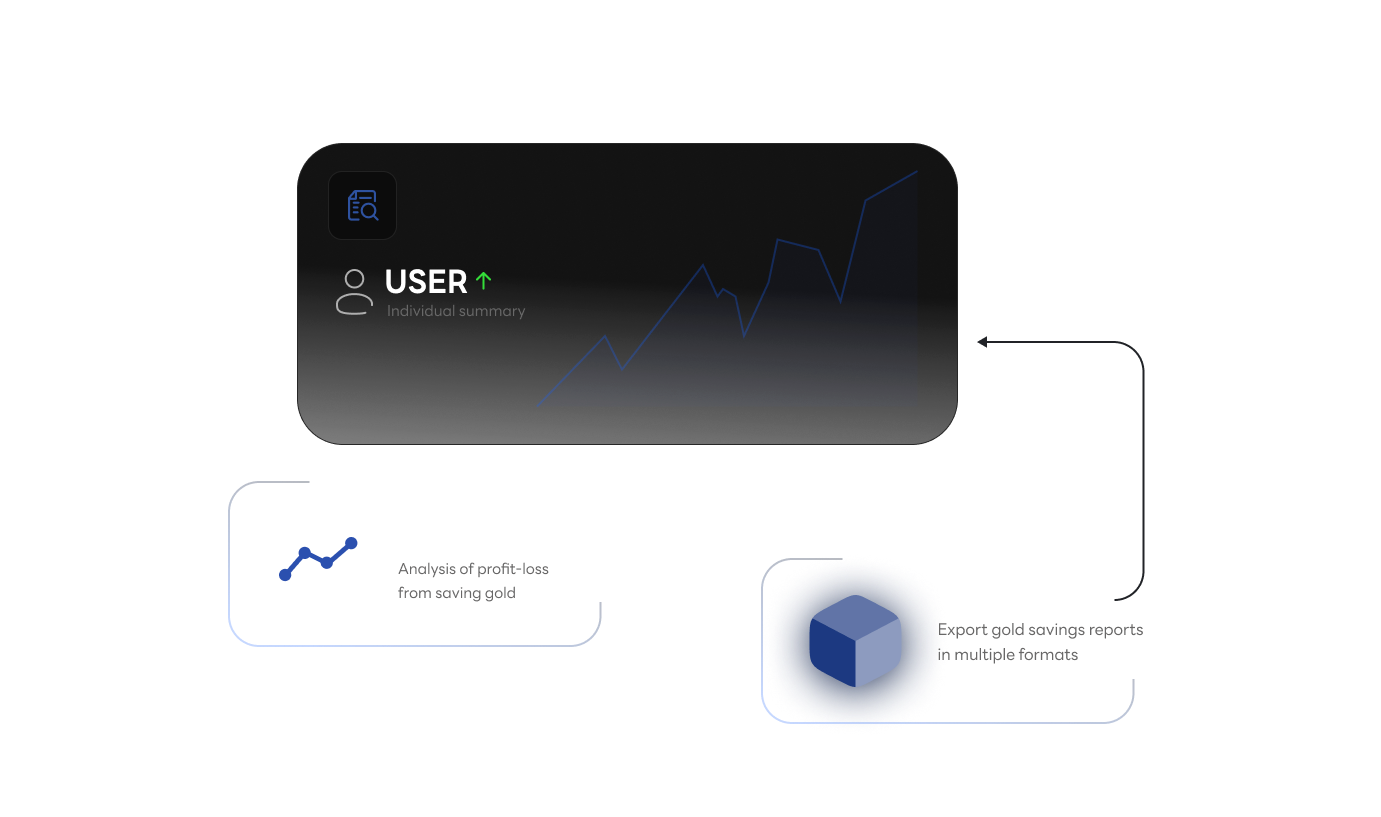 USER
Individual summary
Analysis of profit-loss
from saving gold
Export gold savings reports
in multiple formats